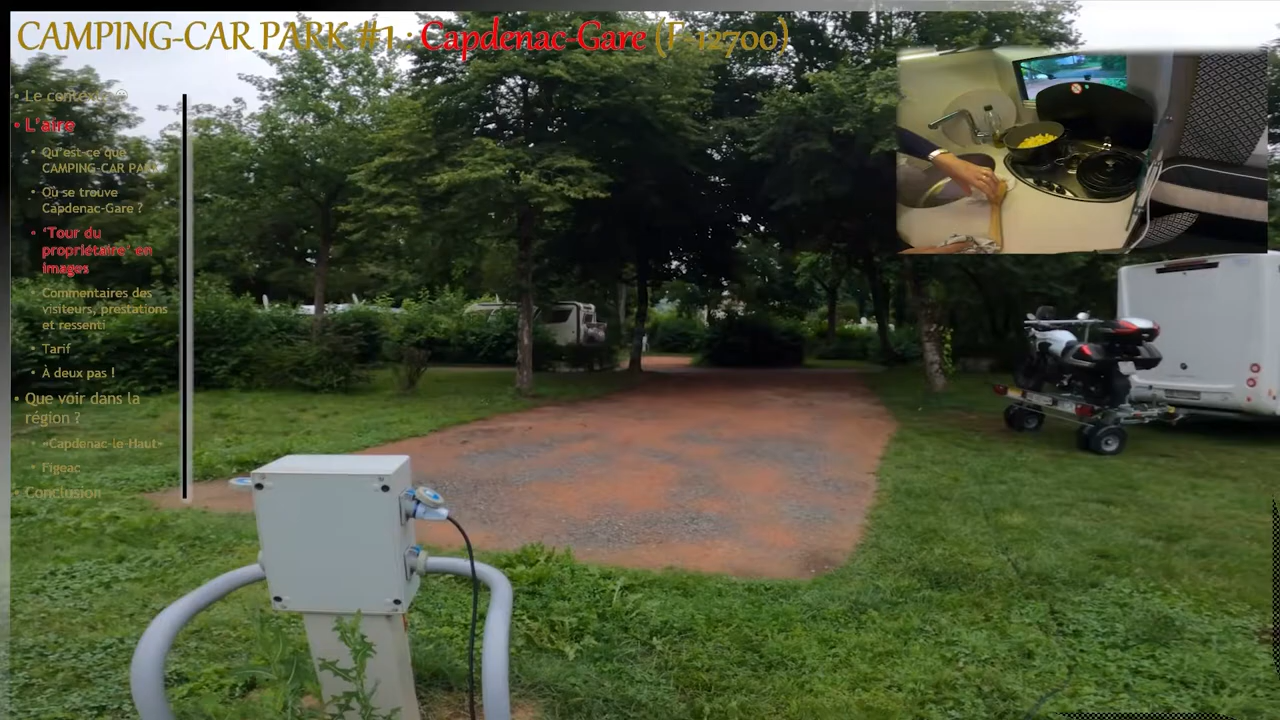 CAMPING-CAR PARK #1 : Capdenac-Gare (F-12700)
• Le contexte
• L'aire
• Qu'est-ce que
CAMPING-CAR PARK
• Où se trouve
Capdenac-Gare ?
• 'Tour du
propriétaire' en
images
• Commentaires des
visiteurs, prestations
et ressenti
• Tarif
• À deux pas !
• Que voir dans la
région ?
• «Capdenac-le-Haut»
• Figeac
• Conclusion